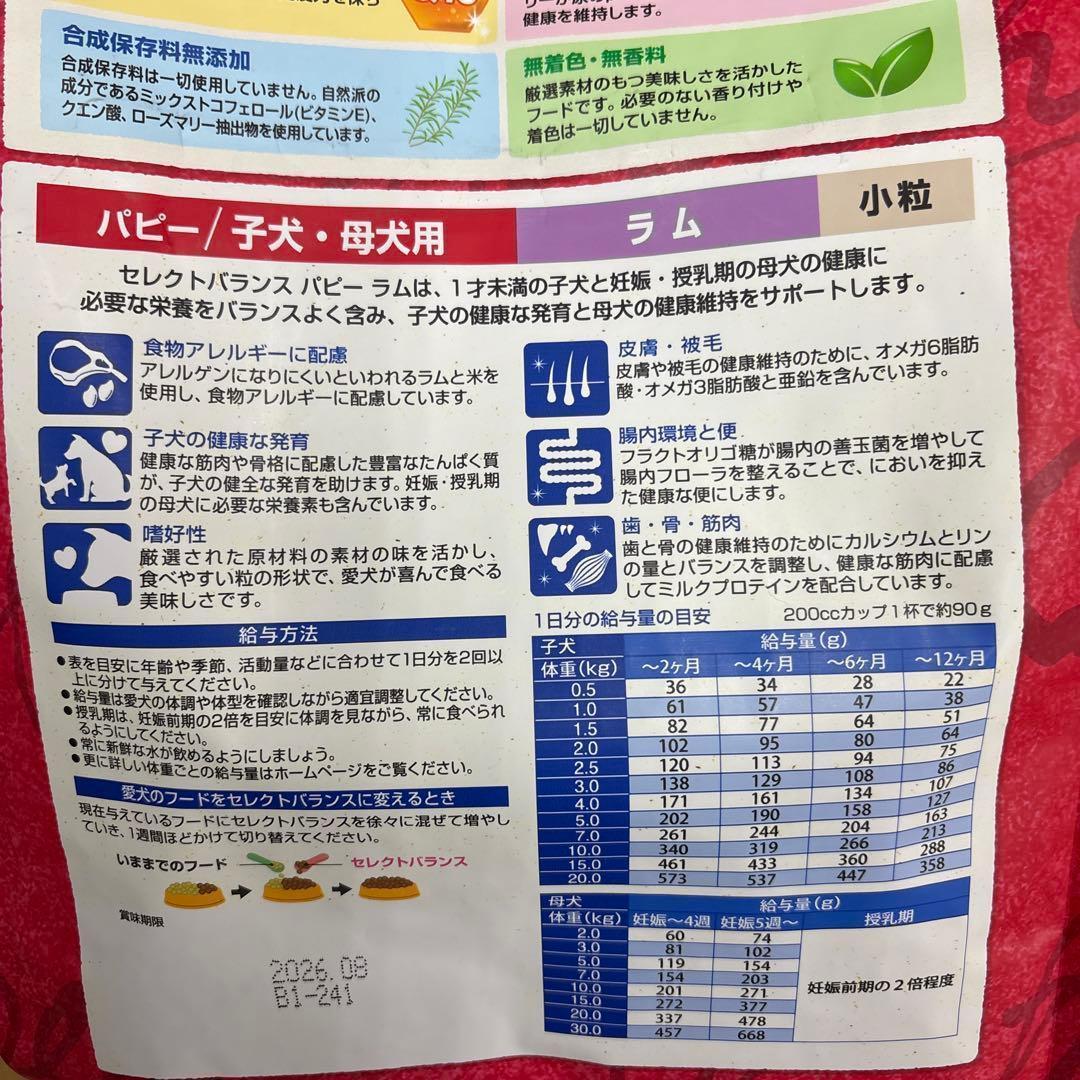 合成保存料無添加
合成保存料は一切使用していません。自然派の
成分であるミックストコフェロール(ビタミンE)、
クエン酸、ローズマリー抽出物を使用しています。
健康を維持します。
無着色・無香料
厳選素材のもつ美味しさを活かした
フードです。必要のない香り付けや
着色は一切していません。
パピー/子犬・母犬用
ラム
小粒
セレクトバランス パピー ラムは、1才未満の子犬と妊娠・授乳期の母犬の健康に
必要な栄養をバランスよく含み、子犬の健康な発育と母犬の健康維持をサポートします。
食物アレルギーに配慮
アレルゲンになりにくいといわれるラムと米を
使用し、食物アレルギーに配慮しています。
子犬の健康な発育
健康な筋肉や骨格に配慮した豊富なたんぱく質
が、子犬の健全な発育を助けます。妊娠・授乳期
の母犬に必要な栄養素も含んでいます。
嗜好性
厳選された原材料の素材の味を活かし、
食べやすい粒の形状で、愛犬が喜んで食べる
美味しさです。
皮膚・被毛
皮膚や被毛の健康維持のために、オメガ6脂肪
酸・オメガ3脂肪酸と亜鉛を含んでいます。
腸内環境と便
フラクトオリゴ糖が腸内の善玉菌を増やして
腸内フローラを整えることで、においを抑え
た健康な便にします。
歯・骨・筋肉
歯と骨の健康維持のためにカルシウムとリン
の量とバランスを調整し、健康な筋肉に配慮
してミルクプロテインを配合しています。
給与方法
●表を目安に年齢や季節、活動量などに合わせて1日分を2回以
上に分けて与えてください。
●給与量は愛犬の体調や体型を確認しながら適宜調整してください。
●授乳期は、妊娠前期の2倍を目安に体調を見ながら、常に食べられ
るようにしてください。
●常に新鮮な水が飲めるようにしましょう。
●更に詳しい体重ごとの給与量はホームページをご覧ください。
愛犬のフードをセレクトバランスに変えるとき
現在与えているフードにセレクトバランスを徐々に混ぜて増やし
ていき、1週間ほどかけて切り替えてください。
いままでのフード セレクトバランス
賞味期限
2026.08
B1-241
1日分の給与量の目安 200ccカップ1杯で約90g
子犬 給与量(g)
体重(kg) ～2ヶ月 ～4ヶ月 ～6ヶ月 ～12ヶ月
0.5 36 34 28 22
1.0 61 57 47 38
1.5 82 77 64 51
2.0 102 95 80 64
2.5 120 113 94 75
3.0 138 129 108 86
4.0 171 161 134 107
5.0 202 190 158 127
7.0 261 244 204 163
10.0 340 319 266 213
15.0 461 433 360 288
20.0 573 537 447 358
母犬 給与量(g)
体重(kg) 妊娠～4週 妊娠5週～ 授乳期
2.0 60 74
3.0 81 102
5.0 119 154
7.0 154 203
10.0 201 271
15.0 272 377
20.0 337 478
30.0 457 668
妊娠前期の2倍程度